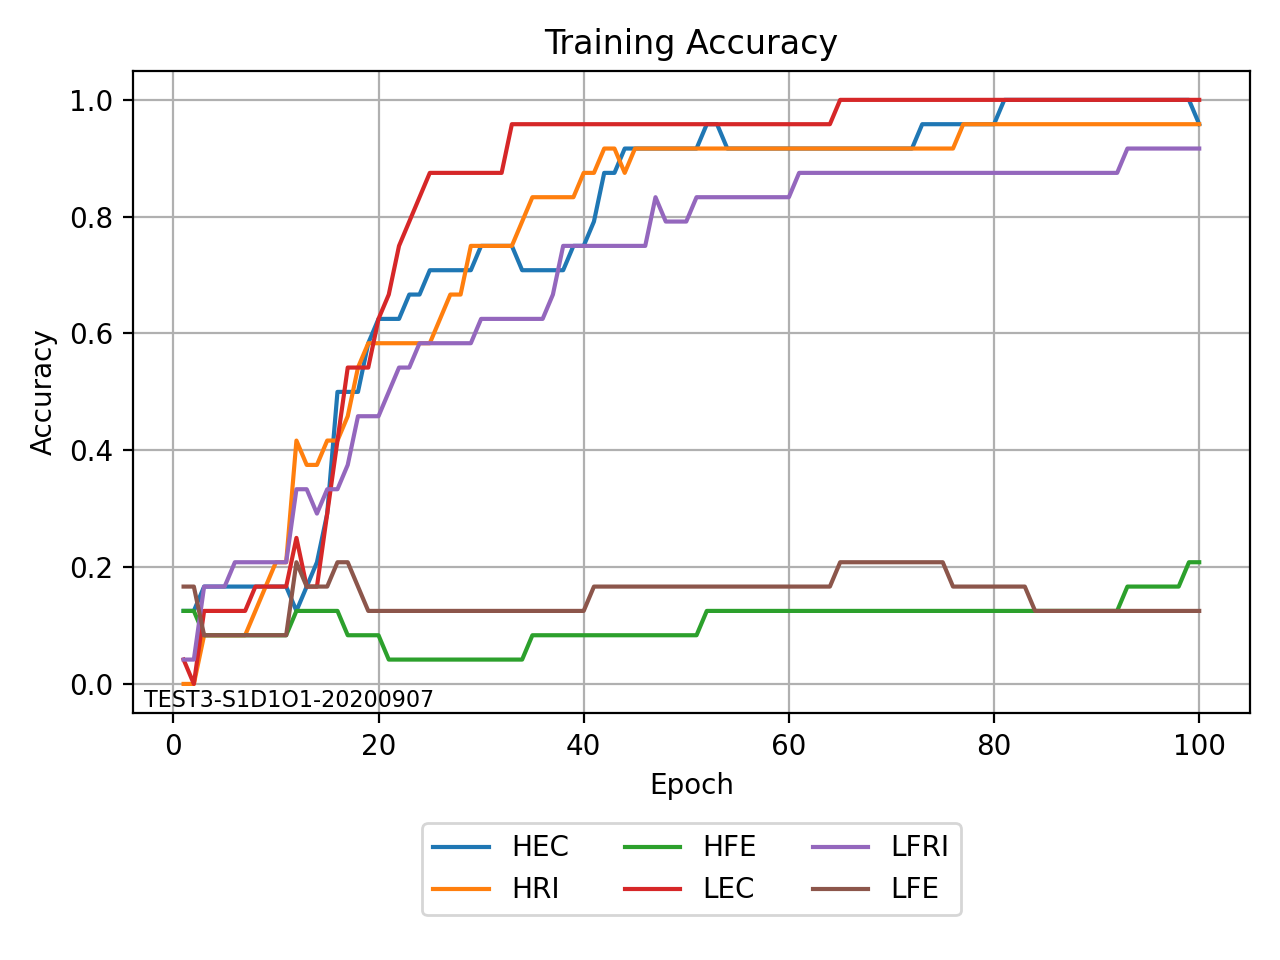 Training Accuracy
1.0
0.8
0.6
0.4
0.2
0.0
Accuracy
TEST3-S1D1O1-20200907
0 20 40 60 80 100
Epoch
HEC HFE LFRI
HRI LEC LFE